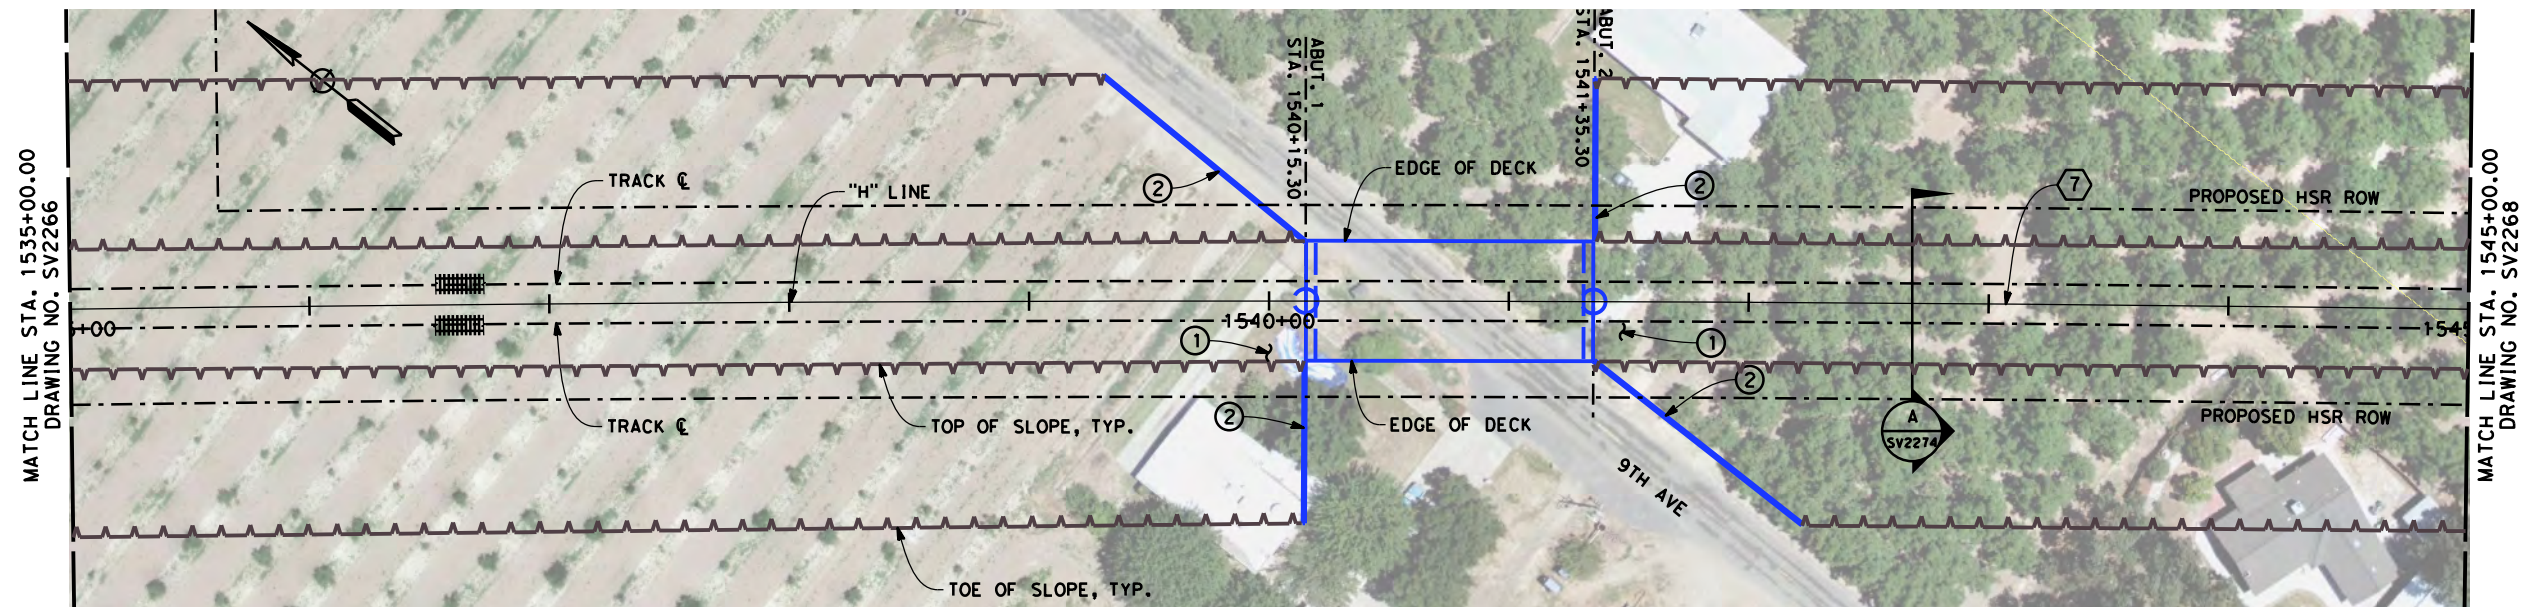 MATCH LINE STA. 1535+00.00
DRAWING NO. SV2266
TRACK ℄
"H" LINE
2
ABUT. 1
STA. 1540+15.30
EDGE OF DECK
ABUT. 2
STA. 1541+35.30
2
7
PROPOSED HSR ROW
+00
1540+00
1
1
154
TRACK ℄
TOP OF SLOPE, TYP.
2
EDGE OF DECK
2
A
SV2274
PROPOSED HSR ROW
9TH AVE
TOE OF SLOPE, TYP.
MATCH LINE STA. 1545+00.00
DRAWING NO. SV2268